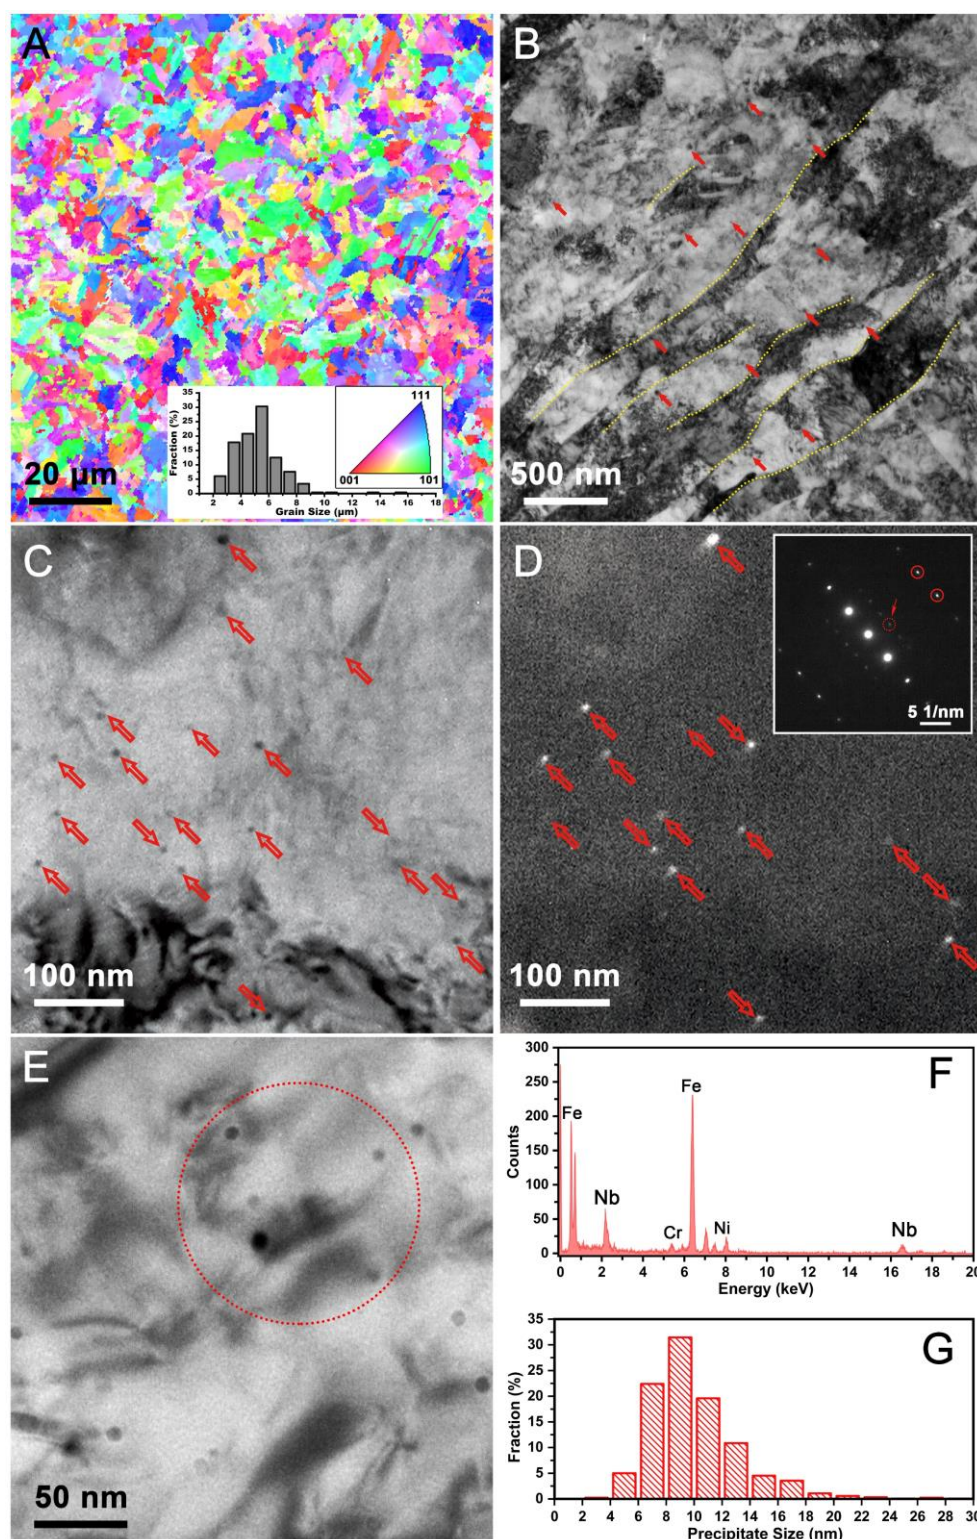 A
35
30
25
20
15
10
5
0
Fraction (%)
2 4 6 8 10 12 14 16 18
Grain Size (µm)
111
001
101
20 µm
B
500 nm
C
100 nm
D
5 1/nm
100 nm
E
50 nm
F
300
250
200
150
100
50
0
Counts
Fe
Nb
Cr
Fe
Ni
Nb
0 2 4 6 8 10 12 14 16 18 20
Energy (keV)
G
35
30
25
20
15
10
5
0
Fraction (%)
0 2 4 6 8 10 12 14 16 18 20 22 24 26 28 30
Precipitate Size (nm)